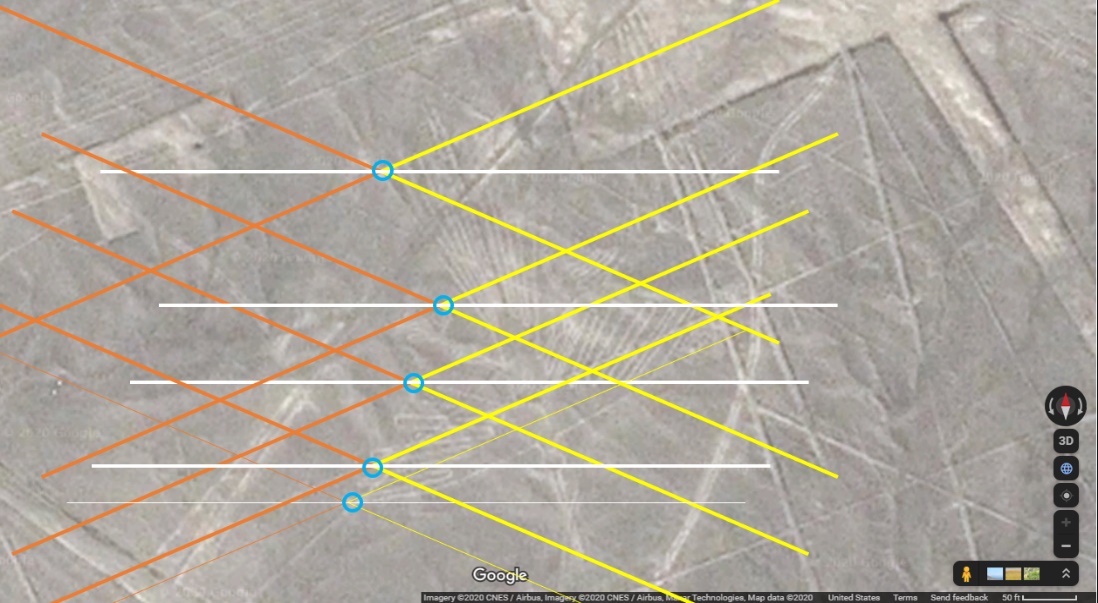 3D
Google
Imagery ©2020 CNES / Airbus, Imagery ©2020 CNES / Airbus, Maxar Technologies, Map data ©2020 United States Terms Send feedback 50 ft